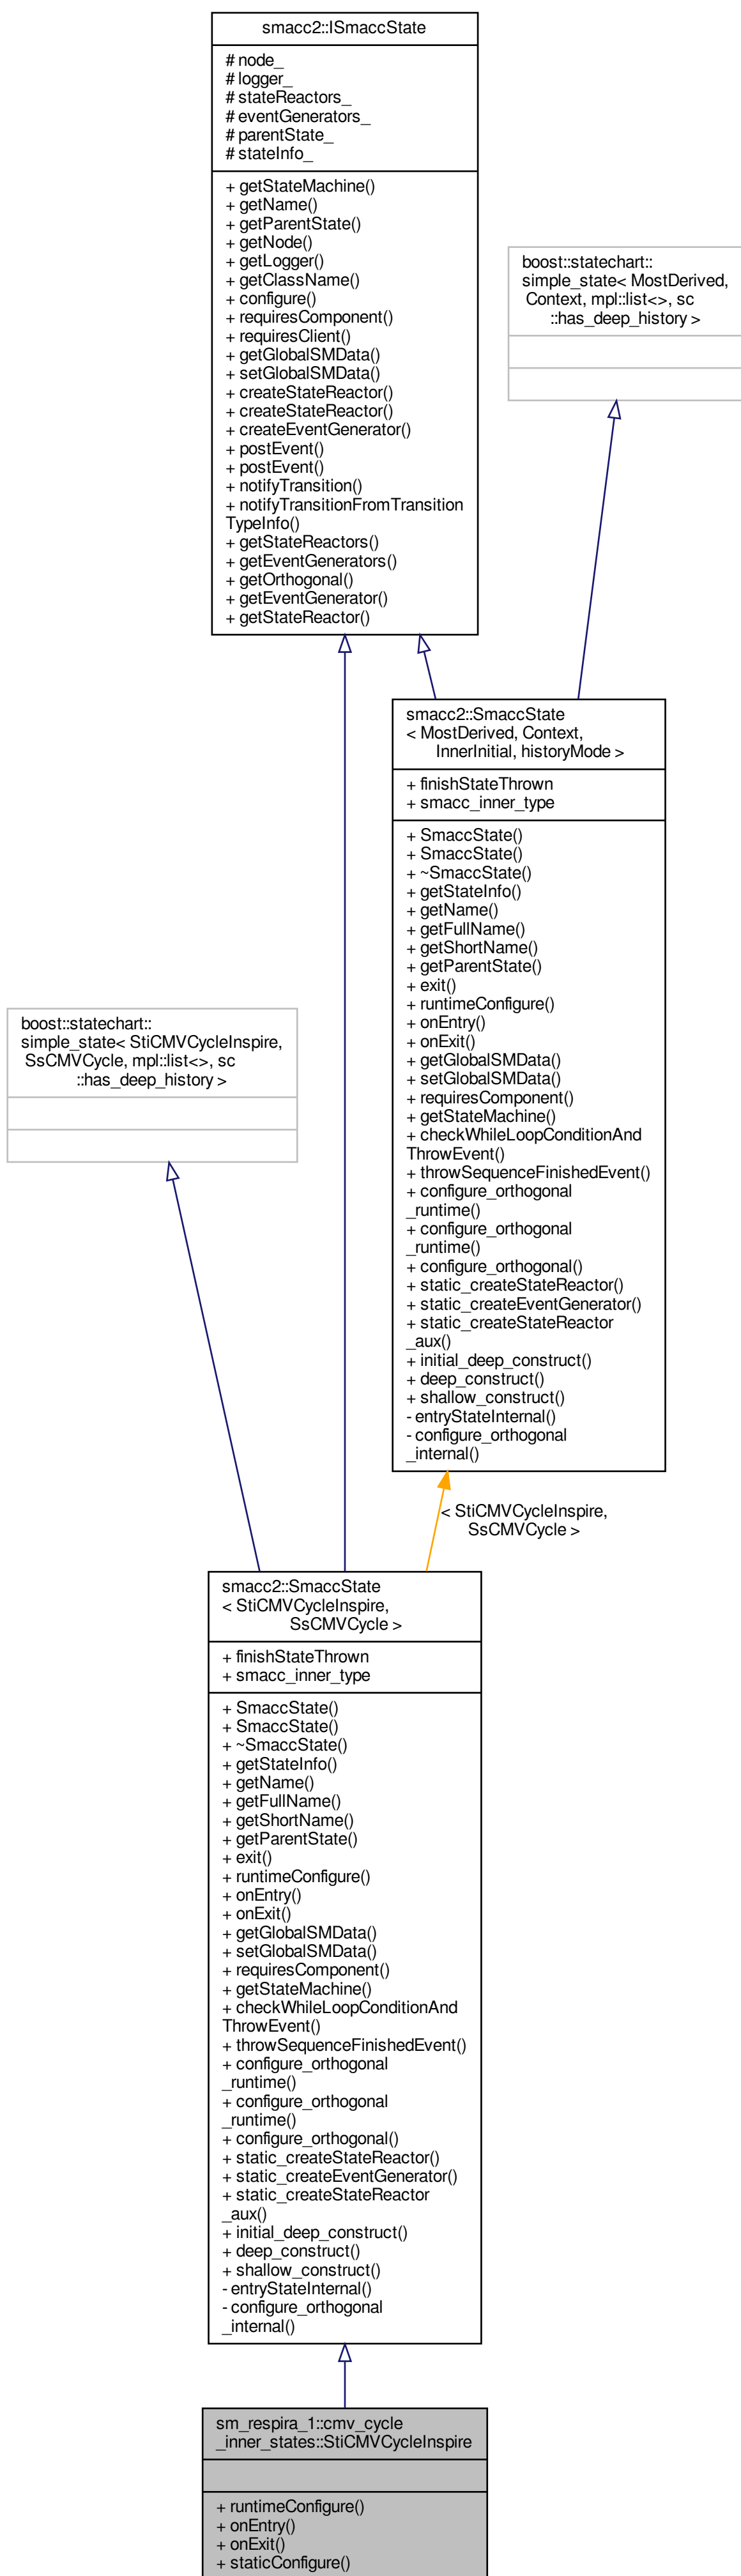 smacc2::ISmaccState
# node_
# logger_
# stateReactors_
# eventGenerators_
# parentState_
# stateInfo_
+ getStateMachine()
+ getName()
+ getParentState()
+ getNode()
+ getLogger()
+ getClassName()
+ configure()
+ requiresComponent()
+ requiresClient()
+ getGlobalSMData()
+ setGlobalSMData()
+ createStateReactor()
+ createStateReactor()
+ createEventGenerator()
+ postEvent()
+ postEvent()
+ notifyTransition()
+ notifyTransitionFromTransition
TypeInfo()
+ getStateReactors()
+ getEventGenerators()
+ getOrthogonal()
+ getEventGenerator()
+ getStateReactor()
boost::statechart::
simple_state< MostDerived,
Context, mpl::list<>, sc
::has_deep_history >
smacc2::SmaccState
< MostDerived, Context,
InnerInitial, historyMode >
+ finishStateThrown
+ smacc_inner_type
+ SmaccState()
+ SmaccState()
+ ~SmaccState()
+ getStateInfo()
+ getName()
+ getFullName()
+ getShortName()
+ getParentState()
+ exit()
+ runtimeConfigure()
+ onEntry()
+ onExit()
+ getGlobalSMData()
+ setGlobalSMData()
+ requiresComponent()
+ getStateMachine()
+ checkWhileLoopConditionAnd
ThrowEvent()
+ throwSequenceFinishedEvent()
+ configure_orthogonal
_runtime()
+ configure_orthogonal
_runtime()
+ configure_orthogonal()
+ static_createStateReactor()
+ static_createEventGenerator()
+ static_createStateReactor
_aux()
+ initial_deep_construct()
+ deep_construct()
+ shallow_construct()
- entryStateInternal()
- configure_orthogonal
_internal()
boost::statechart::
simple_state< StiCMVCycleInspire,
SsCMVCycle, mpl::list<>, sc
::has_deep_history >
< StiCMVCycleInspire,
SsCMVCycle >
smacc2::SmaccState
< StiCMVCycleInspire,
SsCMVCycle >
+ finishStateThrown
+ smacc_inner_type
+ SmaccState()
+ SmaccState()
+ ~SmaccState()
+ getStateInfo()
+ getName()
+ getFullName()
+ getShortName()
+ getParentState()
+ exit()
+ runtimeConfigure()
+ onEntry()
+ onExit()
+ getGlobalSMData()
+ setGlobalSMData()
+ requiresComponent()
+ getStateMachine()
+ checkWhileLoopConditionAnd
ThrowEvent()
+ throwSequenceFinishedEvent()
+ configure_orthogonal
_runtime()
+ configure_orthogonal
_runtime()
+ configure_orthogonal()
+ static_createStateReactor()
+ static_createEventGenerator()
+ static_createStateReactor
_aux()
+ initial_deep_construct()
+ deep_construct()
+ shallow_construct()
- entryStateInternal()
- configure_orthogonal
_internal()
sm_respira_1::cmv_cycle
_inner_states::StiCMVCycleInspire
+ runtimeConfigure()
+ onEntry()
+ onExit()
+ staticConfigure()